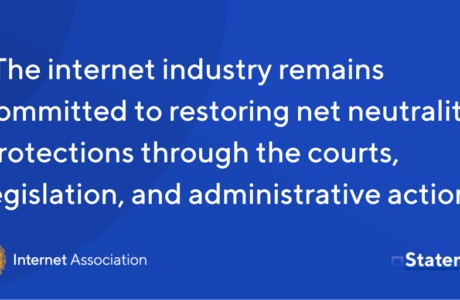 The internet industry remains
ommitted to restoring net neutralit
rotections through the courts,
egislation, and administrative action
Internet Association
Statem